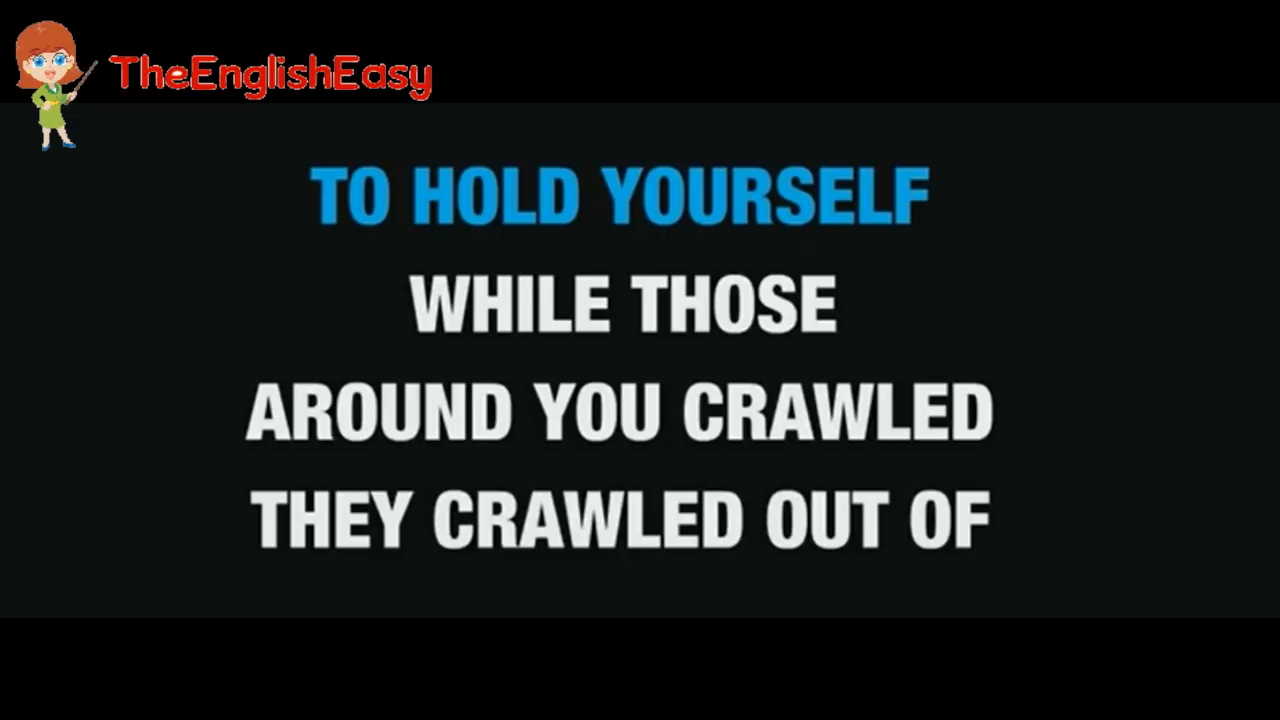 TheEnglishEasy
TO HOLD YOURSELF
WHILE THOSE
AROUND YOU CRAWLED
THEY CRAWLED OUT OF